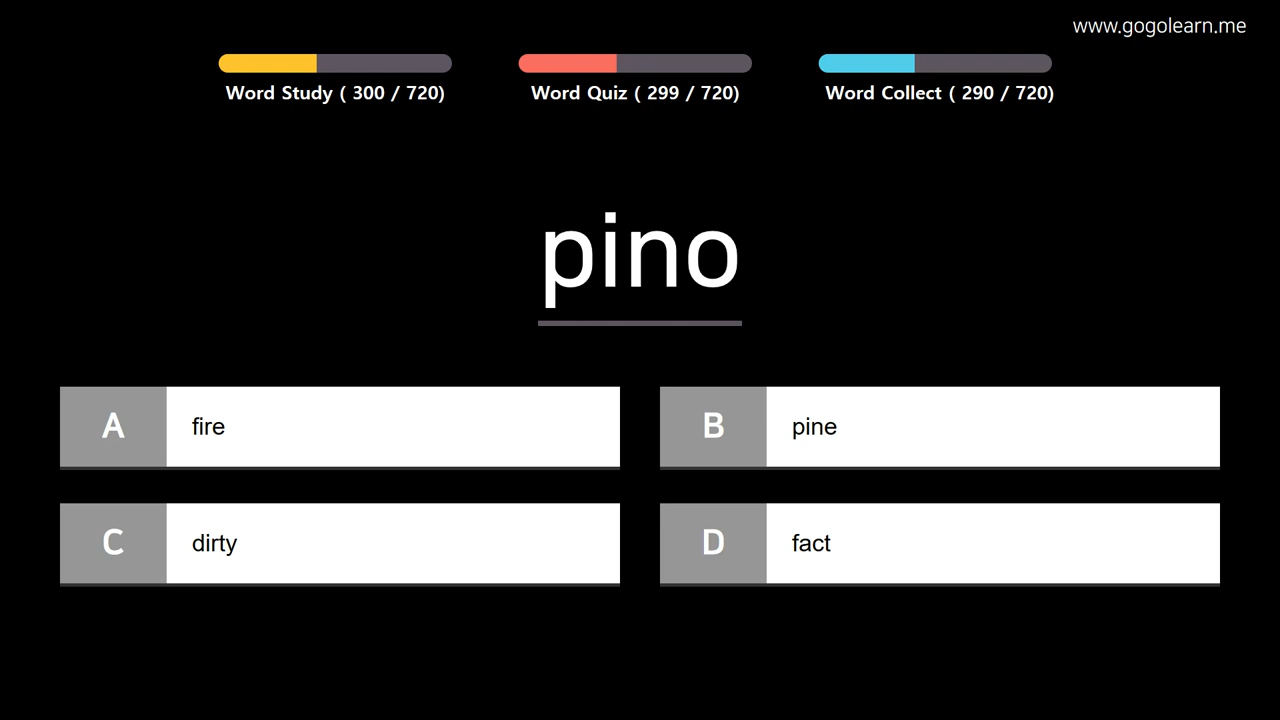 www.gogolearn.me
Word Study ( 300 / 720)
Word Quiz ( 299 / 720)
Word Collect ( 290 / 720)
pino
A
fire
B
pine
C
dirty
D
fact